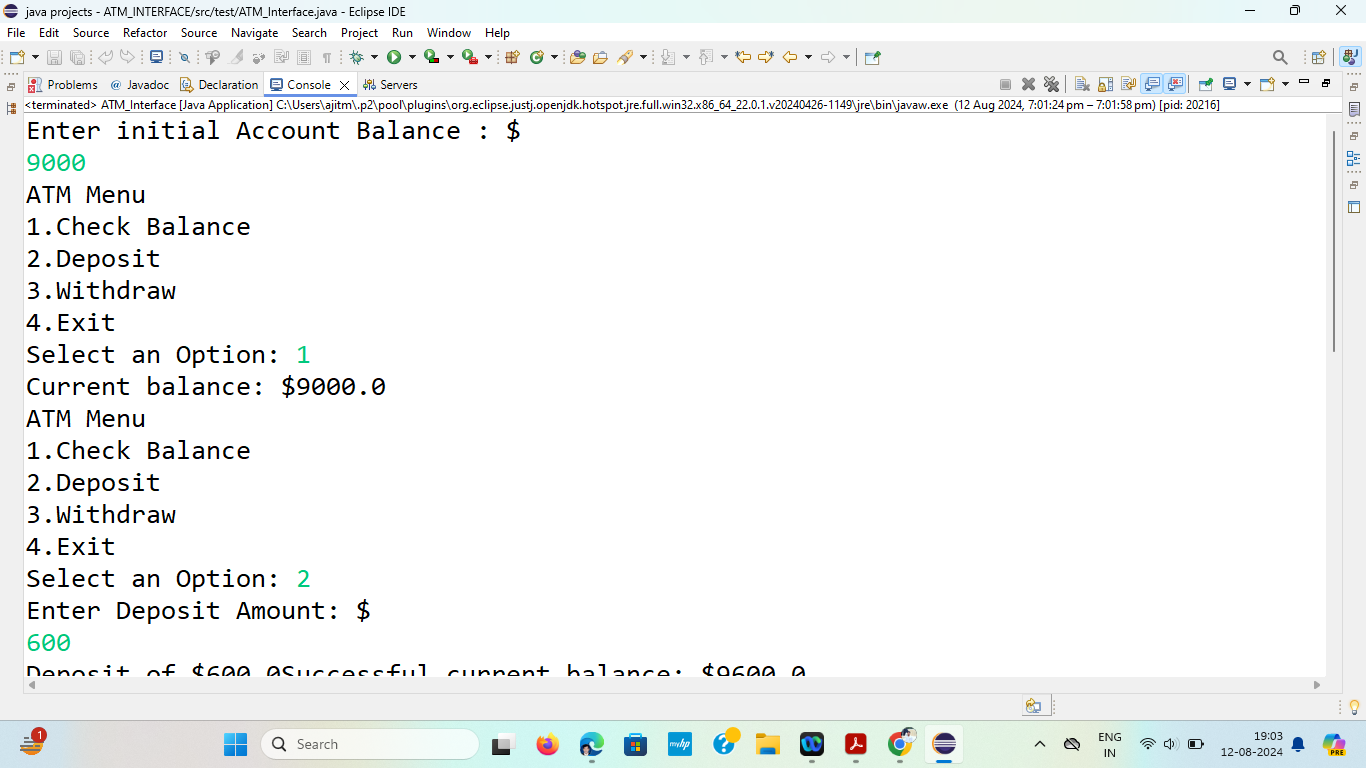 java projects - ATM_INTERFACE/src/test/ATM_Interface.java - Eclipse IDE
File Edit Source Refactor Source Navigate Search Project Run Window Help
Problems Javadoc Declaration Console Servers
<terminated> ATM_Interface [Java Application] C:\Users\ajitm\.p2\pool\plugins\org.eclipse.justj.openjdk.hotspot.jre.full.win32.x86_64_22.0.1.v20240426-1149\jre\bin\javaw.exe (12 Aug 2024, 7:01:24 pm – 7:01:58 pm) [pid: 20216]
Enter initial Account Balance : $
9000
ATM Menu
1.Check Balance
2.Deposit
3.Withdraw
4.Exit
Select an Option: 1
Current balance: $9000.0
ATM Menu
1.Check Balance
2.Deposit
3.Withdraw
4.Exit
Select an Option: 2
Enter Deposit Amount: $
600
Deposit of $600.0Successful current balance: $9600.0
1
Search
myhp
ENG
IN
19:03
12-08-2024
PRE